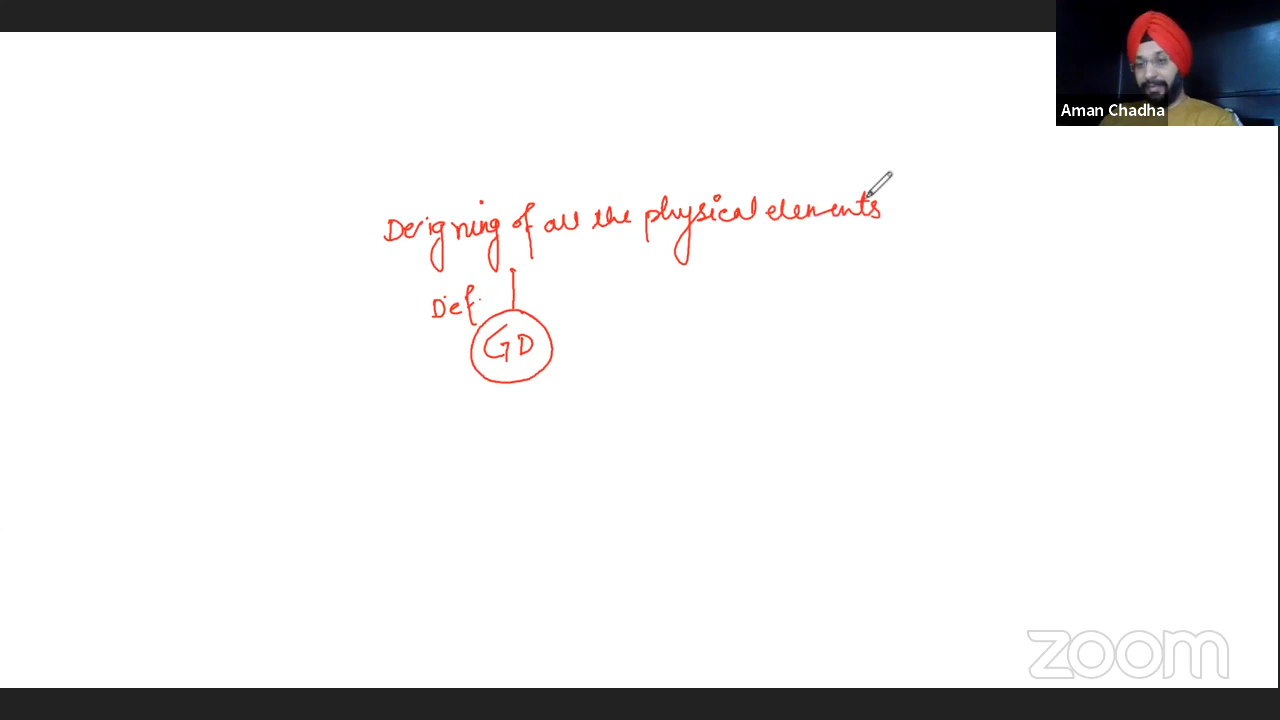 Aman Chadha
Designing of all the physical elements
Def.
GD
zoom